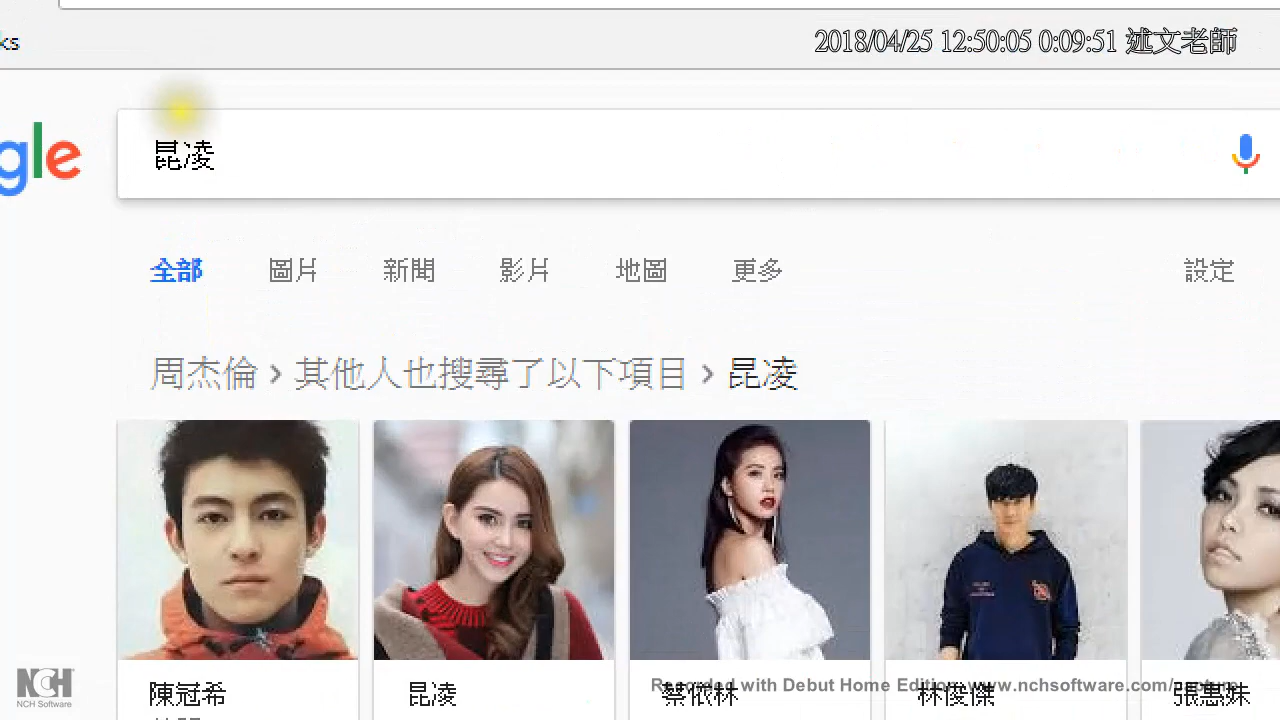 ks
2018/04/25 12:50:05 0:09:51 述文老師
gle
昆凌
全部 圖片 新聞 影片 地圖 更多 設定
周杰倫 › 其他人也搜尋了以下項目 › 昆凌
陳冠希 昆凌 蔡依林 林俊傑 張惠妹
Recorded with Debut Home Edition www.nchsoftware.com/capture
NCH
NCH Software